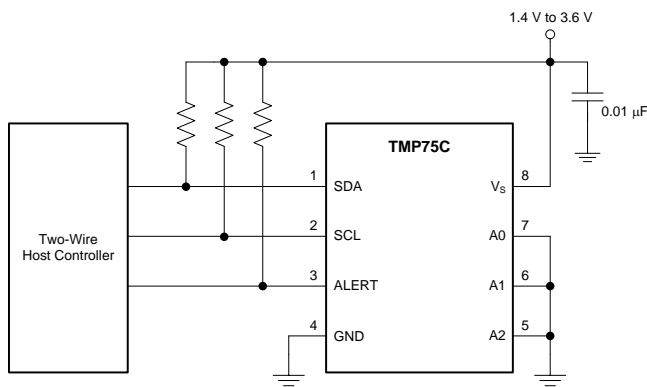 1.4 V to 3.6 V
0.01 μF
TMP75C
Two-Wire
Host Controller
1 SDA
2 SCL
3 ALERT
4 GND
VS 8
A0 7
A1 6
A2 5